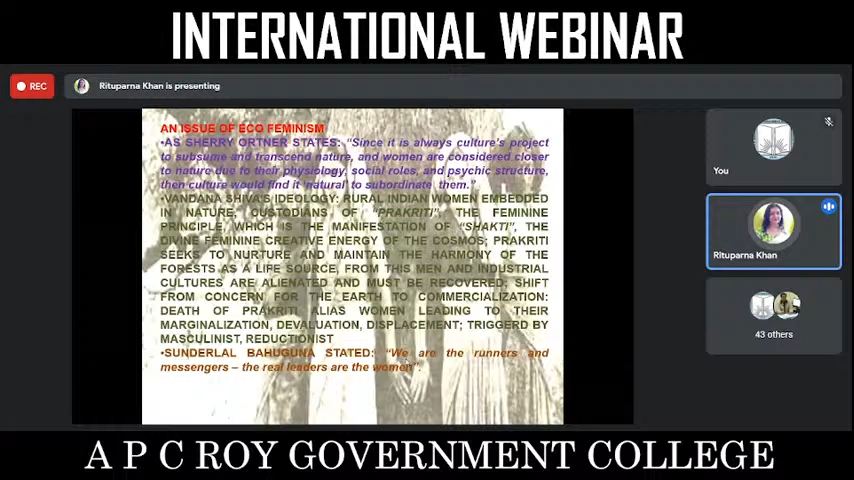 INTERNATIONAL WEBINAR
REC
Rituparna Khan is presenting
AN ISSUE OF ECO FEMINISM
•AS SHERRY ORTNER STATES: “Since it is always culture’s project
to subsume and transcend nature, and women are considered closer
to nature due to their physiology, social roles, and psychic structure,
then culture would find it ‘natural’ to subordinate them.”
•VANDANA SHIVA’S IDEOLOGY: RURAL INDIAN WOMEN EMBEDDED
IN NATURE, CUSTODIANS OF “PRAKRITI”, THE FEMININE
PRINCIPLE, WHICH IS THE MANIFESTATION OF “SHAKTI”, THE
DIVINE FEMININE CREATIVE ENERGY OF THE COSMOS; PRAKRITI
SEEKS TO NURTURE AND MAINTAIN THE HARMONY OF THE
FORESTS AS A LIFE SOURCE, FROM THIS MEN AND INDUSTRIAL
CULTURES ARE ALIENATED AND MUST BE RECOVERED; SHIFT
FROM CONCERN FOR THE EARTH TO COMMERCIALIZATION:
DEATH OF PRAKRITI ALIAS WOMEN LEADING TO THEIR
MARGINALIZATION, DEVALUATION, DISPLACEMENT; TRIGGERD BY
MASCULINIST, REDUCTIONIST
•SUNDERLAL BAHUGUNA STATED: “We are the runners and
messengers – the real leaders are the women”.
You
Rituparna Khan
43 others
A P C ROY GOVERNMENT COLLEGE